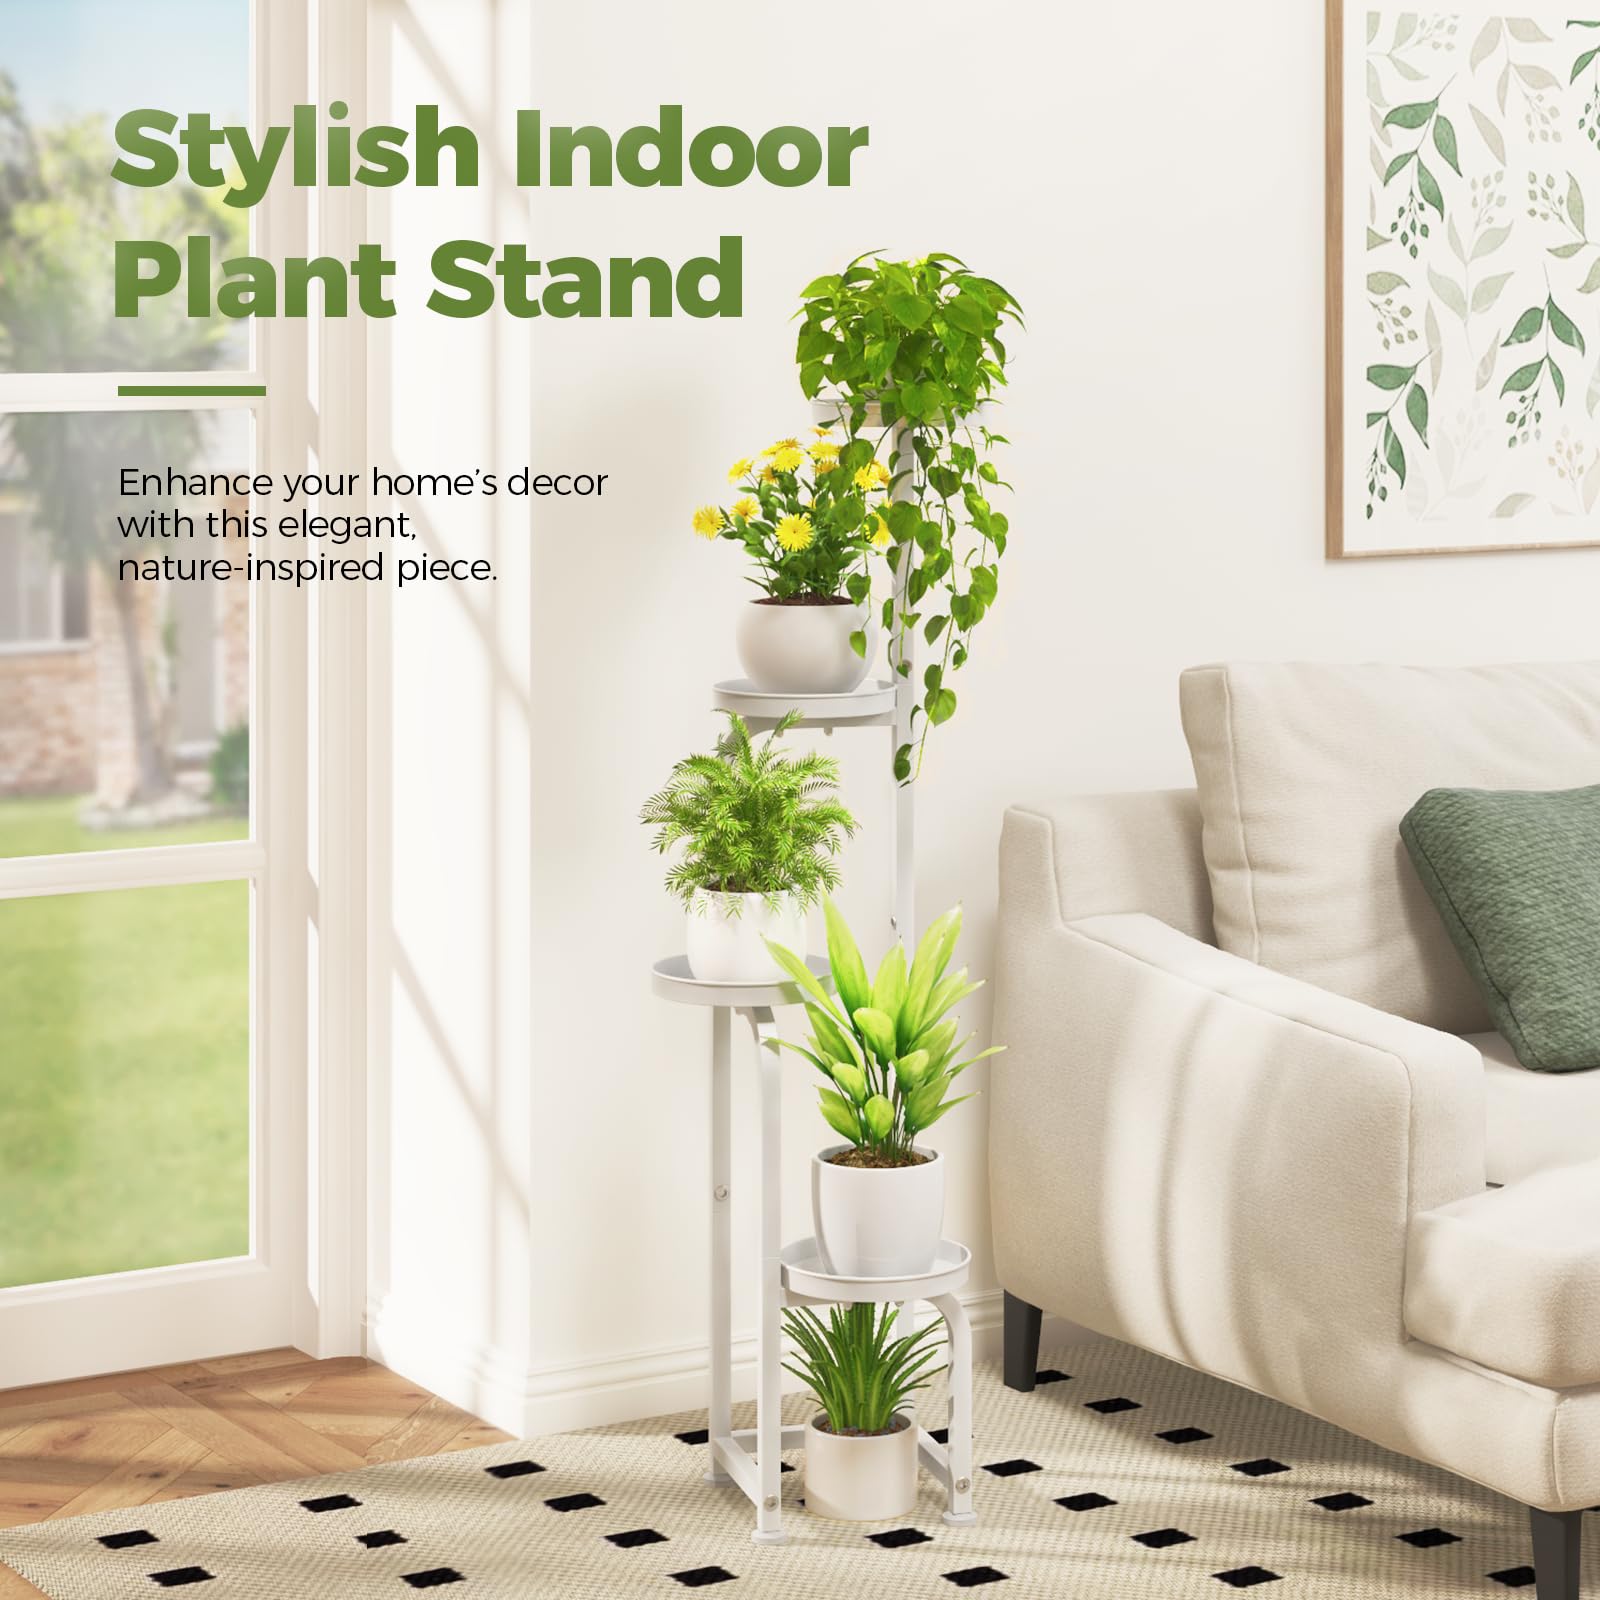 Stylish Indoor
Plant Stand
Enhance your home’s decor
with this elegant,
nature-inspired piece.